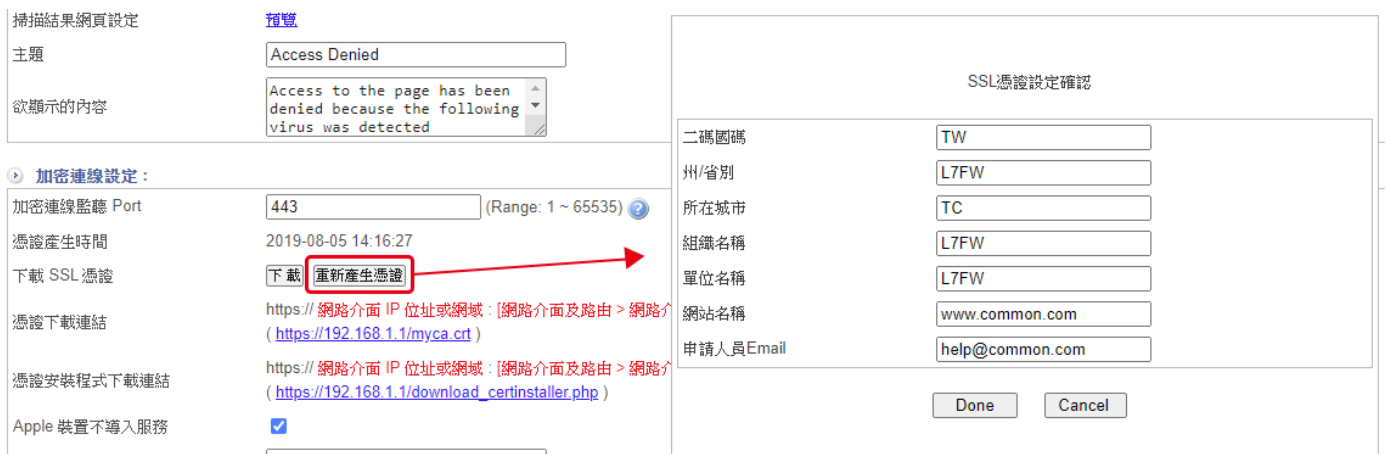 掃描結果網頁設定 預覽
主題 Access Denied
欲顯示的內容 Access to the page has been
denied because the following
virus was detected
加密連線設定：
加密連線監聽 Port 443 (Range: 1 ~ 65535)
憑證產生時間 2019-08-05 14:16:27
下載 SSL 憑證 下載 重新產生憑證
憑證下載連結 https:// 網路介面 IP 位址或網域 : [網路介面及路由 > 網路介
( https://192.168.1.1/myca.crt )
憑證安裝程式下載連結 https:// 網路介面 IP 位址或網域 : [網路介面及路由 > 網路介
( https://192.168.1.1/download_certinstaller.php )
Apple 裝置不導入服務
SSL憑證設定確認
二碼國碼 TW
州/省別 L7FW
所在城市 TC
組織名稱 L7FW
單位名稱 L7FW
網站名稱 www.common.com
申請人員Email help@common.com
Done Cancel